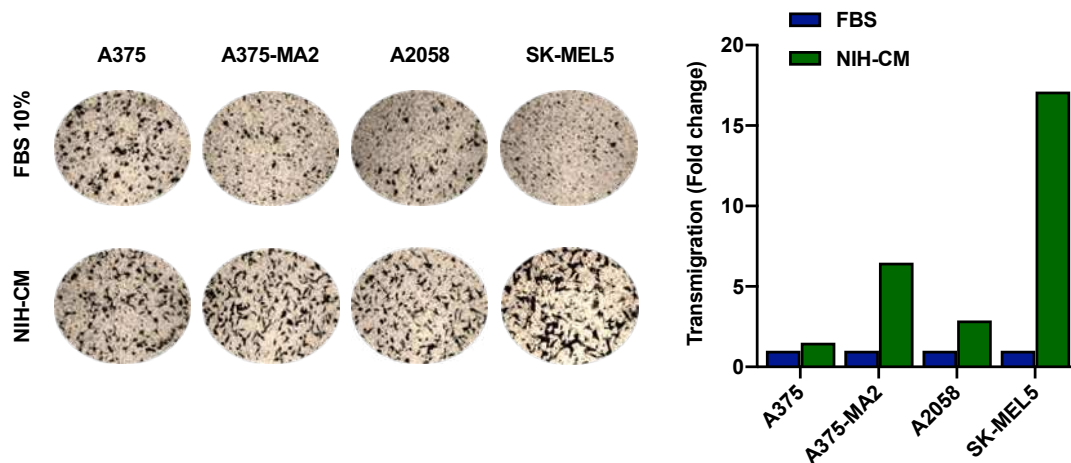 A375 A375-MA2 A2058 SK-MEL5
FBS 10%
NIH-CM
FBS
NIH-CM
Transmigration (Fold change)
20
15
10
5
0
A375
A375-MA2
A2058
SK-MEL5